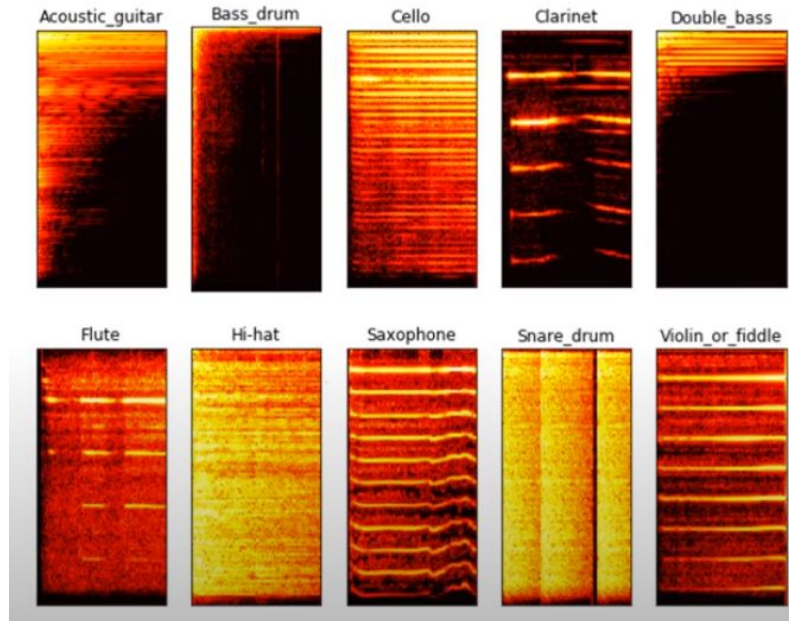 Acoustic_guitar Bass_drum Cello Clarinet Double_bass
Flute Hi-hat Saxophone Snare_drum Violin_or_fiddle